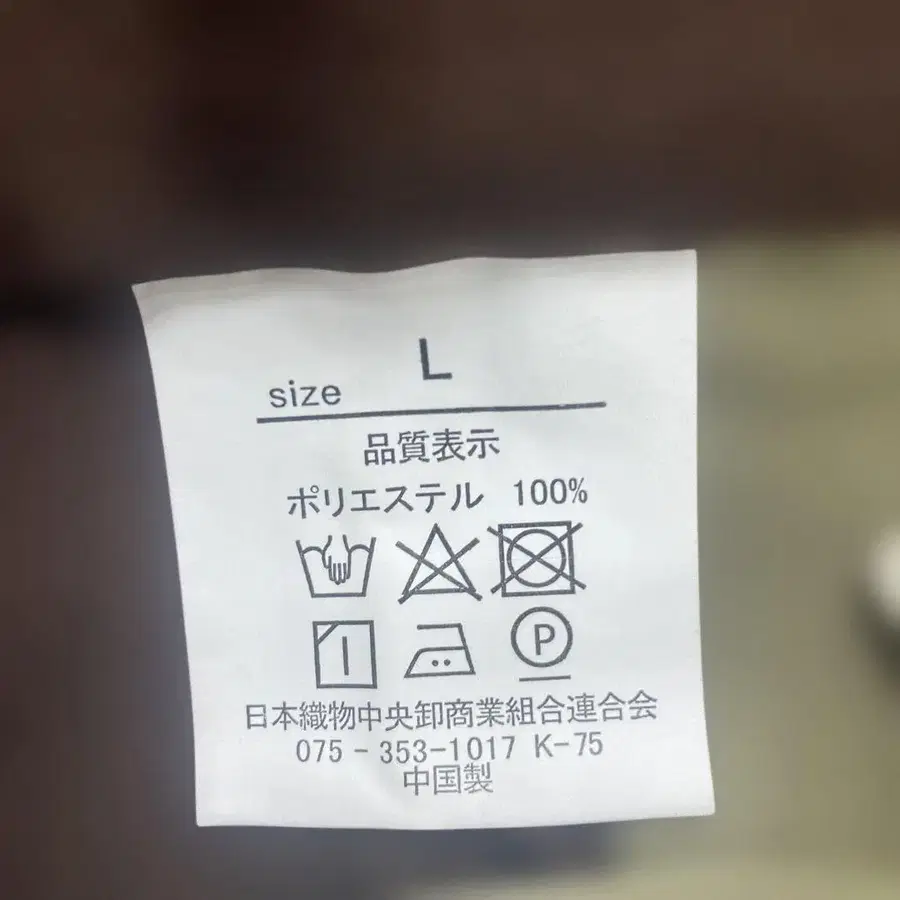 L
size
品質表示
ポリエステル 100%
P
日本織物中央卸商業組合連合会
075-353-1017 K-75
中国製